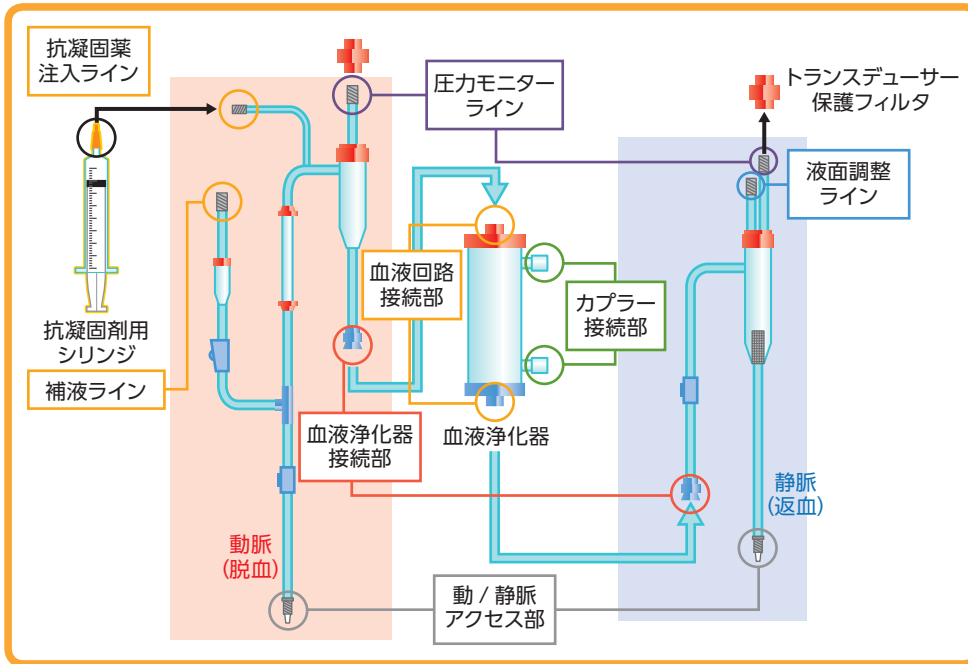 抗凝固薬
注入ライン
圧力モニター
ライン
トランスデューサー
保護フィルタ
液面調整
ライン
血液回路
接続部
カプラー
接続部
抗凝固剤用
シリンジ
補液ライン
血液浄化器
接続部
血液浄化器
静脈
(返血)
動脈
(脱血)
動 / 静脈
アクセス部